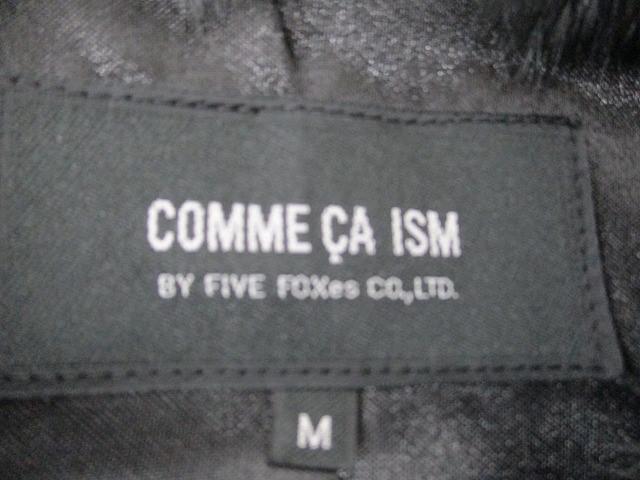 COMME ÇA ISM
BY FIVE FOXes CO.,LTD.
M